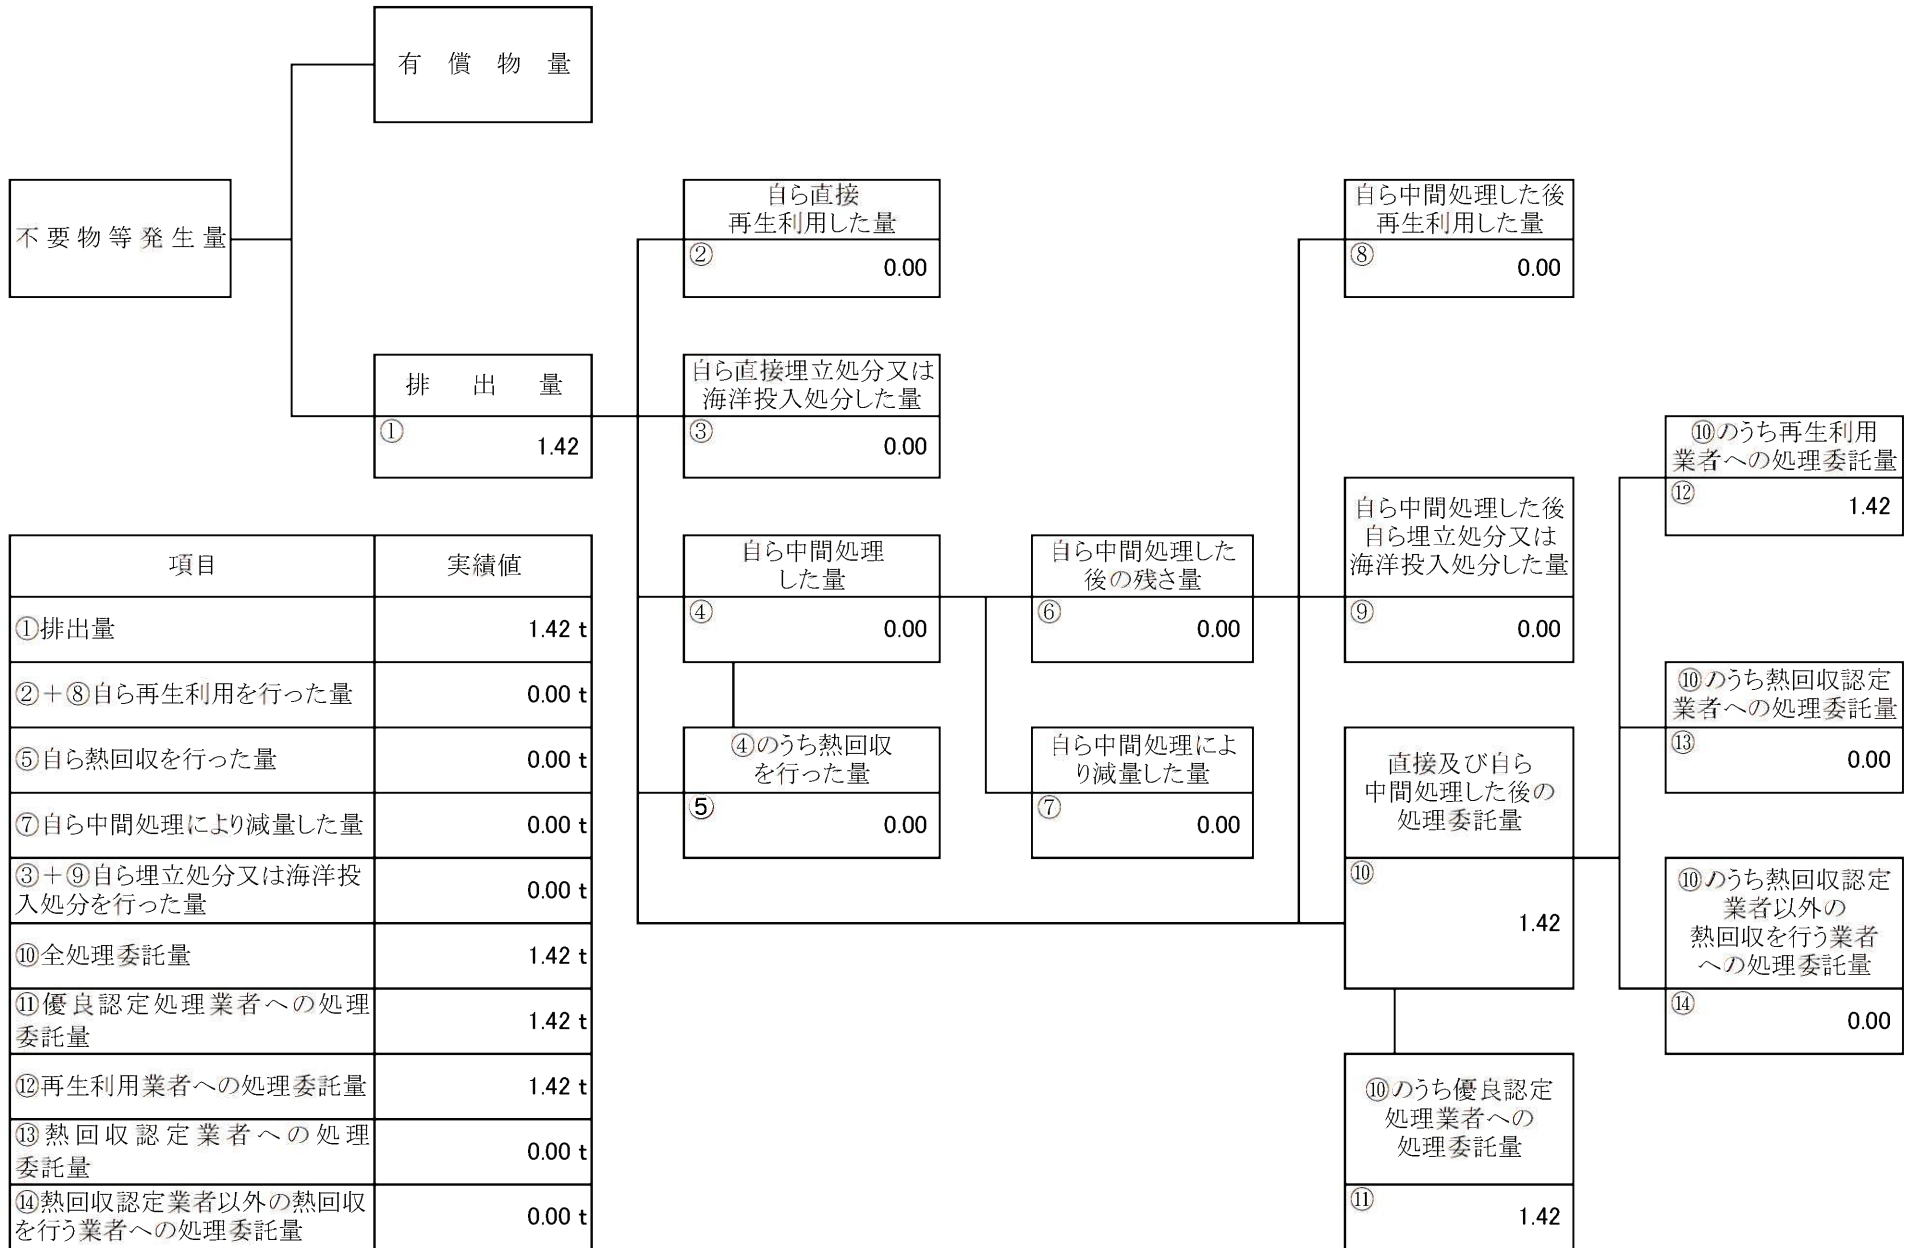 有償物量
不要物等発生量
排出量
①
1.42
自ら直接
再生利用した量
②
0.00
自ら直接埋立処分又は
海洋投入処分した量
③
0.00
自ら中間処理
した量
④
0.00
④のうち熱回収
を行った量
⑤
0.00
自ら中間処理した
後の残さ量
⑥
0.00
自ら中間処理によ
り減量した量
⑦
0.00
自ら中間処理した後
再生利用した量
⑧
0.00
自ら中間処理した後
自ら埋立処分又は
海洋投入処分した量
⑨
0.00
直接及び自ら
中間処理した後の
処理委託量
⑩
1.42
⑩のうち優良認定
処理業者への
処理委託量
⑪
1.42
⑩のうち再生利用
業者への処理委託量
⑫
1.42
⑩のうち熱回収認定
業者への処理委託量
⑬
0.00
⑩のうち熱回収認定
業者以外の
熱回収を行う業者
への処理委託量
⑭
0.00
項目 実績値
①排出量 1.42 t
②＋⑧自ら再生利用を行った量 0.00 t
⑤自ら熱回収を行った量 0.00 t
⑦自ら中間処理により減量した量 0.00 t
③＋⑨自ら埋立処分又は海洋投
入処分を行った量 0.00 t
⑩全処理委託量 1.42 t
⑪優良認定処理業者への処理
委託量 1.42 t
⑫再生利用業者への処理委託量 1.42 t
⑬熱回収認定業者への処理
委託量 0.00 t
⑭熱回収認定業者以外の熱回収
を行う業者への処理委託量 0.00 t